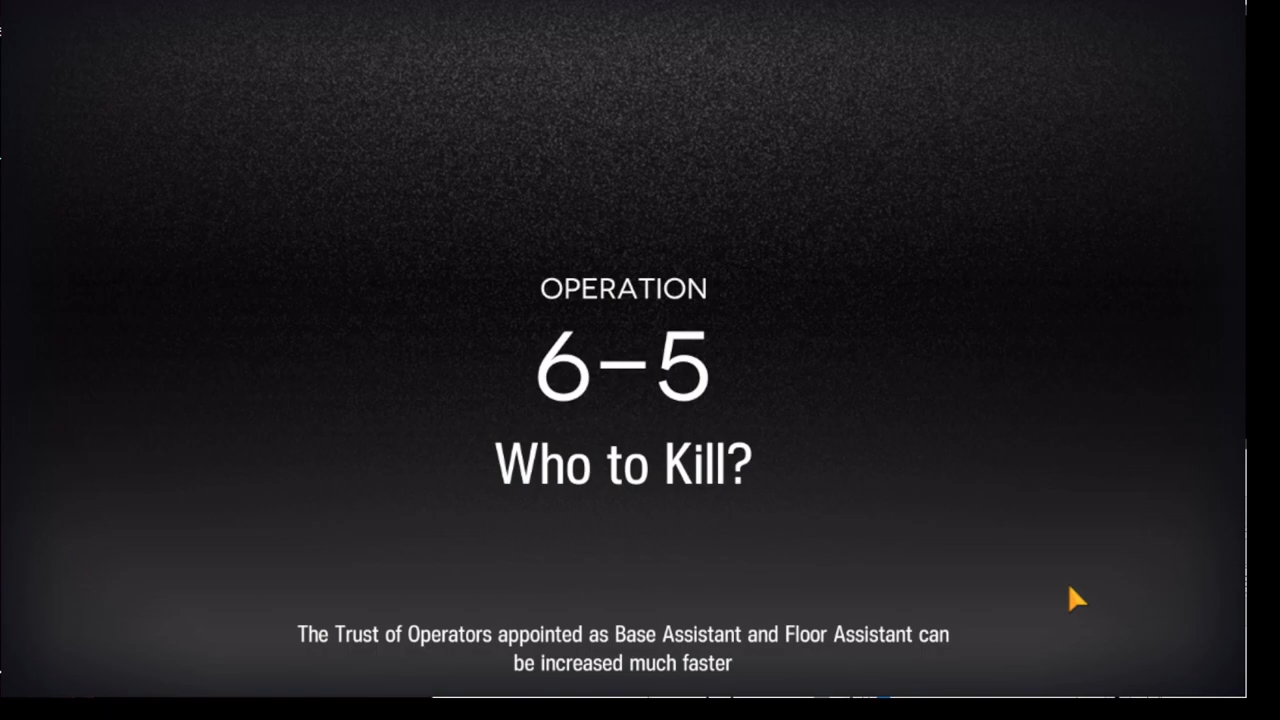 OPERATION
6-5
Who to Kill?
The Trust of Operators appointed as Base Assistant and Floor Assistant can
be increased much faster